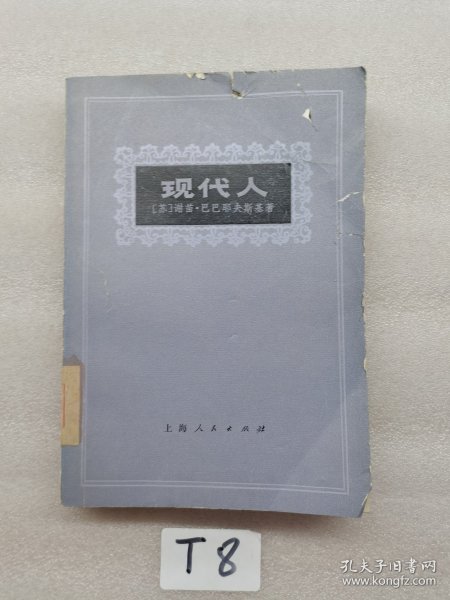 现代人
[苏]谢苗·巴巴耶夫斯基著
上海人民出版社
T8
孔夫子旧书网
www.kongfz.com